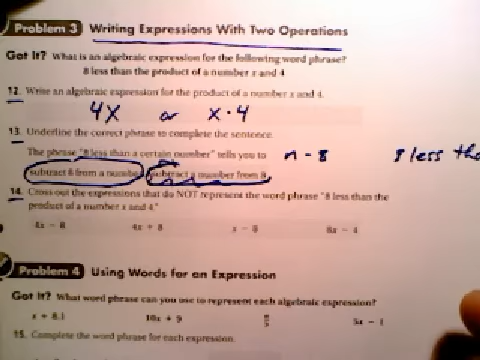 Problem 3 Writing Expressions With Two Operations
Got It? What is an algebraic expression for the following word phrase?
8 less than the product of a number x and 4
12. Write an algebraic expression for the product of a number x and 4.
4X or x · 4
13. Underline the correct phrase to complete the sentence.
The phrase "8 less than a certain number" tells you to n - 8 8 less tha
subtract 8 from a number subtract a number from 8
14. Cross out the expressions that do NOT represent the word phrase "8 less than the
product of a number x and 4."
4x - 8 4x + 8 x - 8 8x - 4
Problem 4 Using Words for an Expression
Got It? What word phrase can you use to represent each algebraic expression?
x + 8.1 10x + 9 5x - 1
15. Complete the word phrase for each expression.